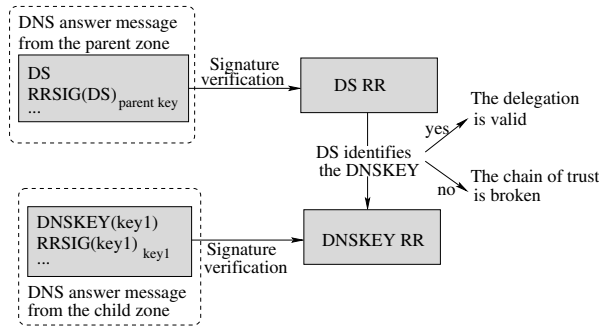 DNS answer message
from the parent zone
DS
RRSIG(DS) parent key
...
Signature
verification
DS RR
DS identifies
the DNSKEY
yes
The delegation
is valid
no
The chain of trust
is broken
DNSKEY(key1)
RRSIG(key1) key1
...
Signature
verification
DNSKEY RR
DNS answer message
from the child zone